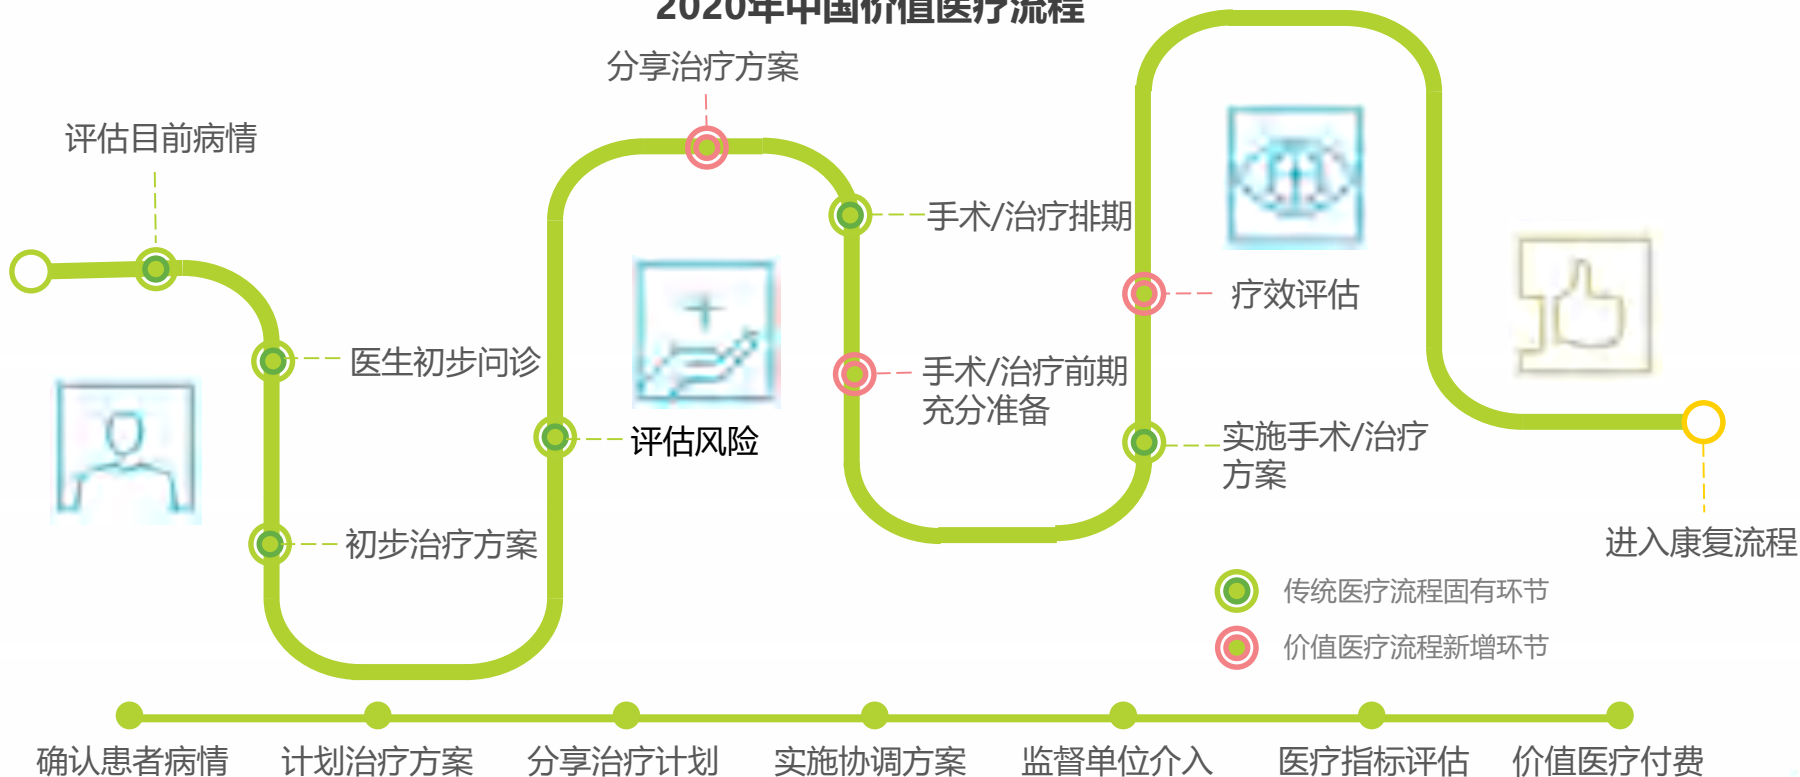 2020年中国价值医疗流程
分享治疗方案
评估目前病情
手术/治疗排期
疗效评估
医生初步问诊
手术/治疗前期
充分准备
评估风险
实施手术/治疗
方案
初步治疗方案
进入康复流程
传统医疗流程固有环节
价值医疗流程新增环节
确认患者病情
计划治疗方案
分享治疗计划
实施协调方案
监督单位介入
医疗指标评估
价值医疗付费